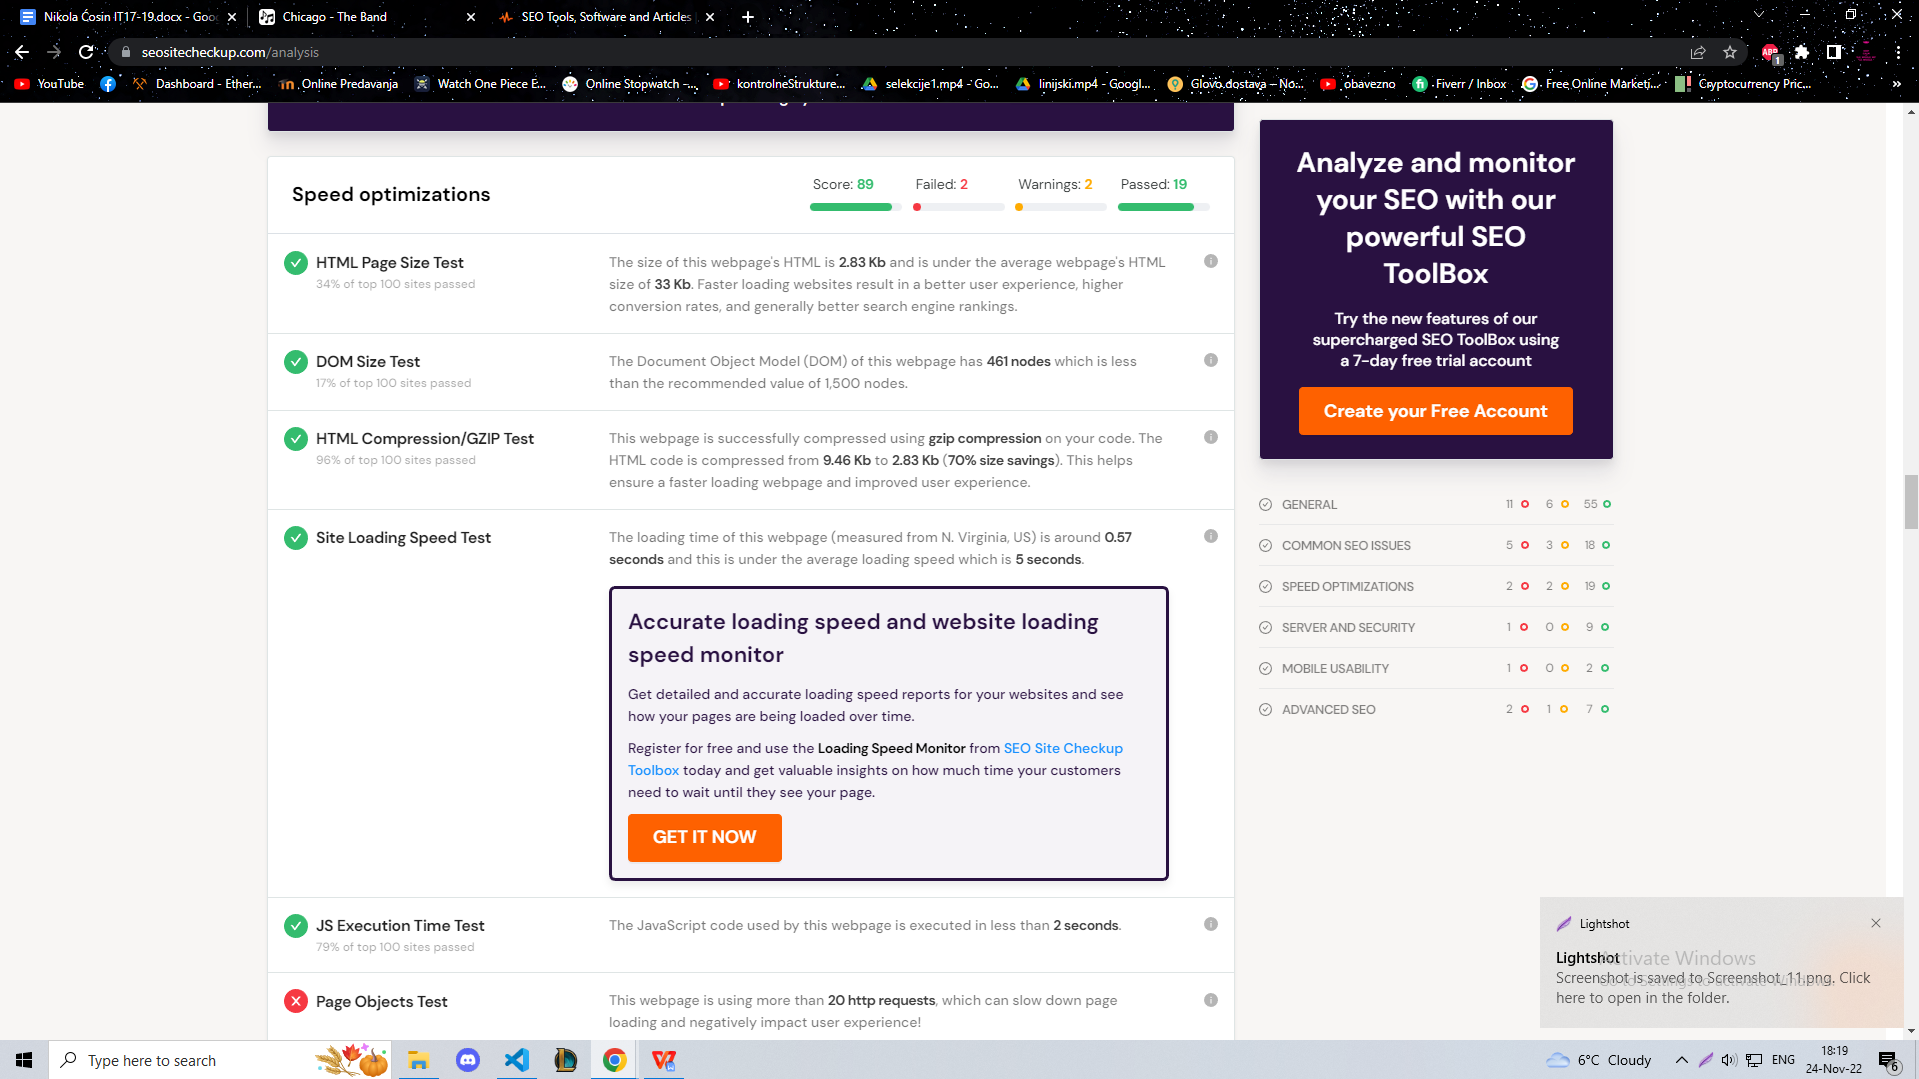 Nikola Ćosin IT17-19.docx - Goo
Chicago - The Band
SEO Tools, Software and Articles
seositecheckup.com/analysis
YouTube
Dashboard - Ether...
Online Predavanja
Watch One Piece E...
Online Stopwatch -...
kontrolneStrukture...
selekcije1.mp4 - Go...
linijski.mp4 - Googl...
Glovo dostava – No...
obavezno
Fiverr / Inbox
Free Online Marketi...
Cryptocurrency Pric...
Speed optimizations
Score: 89
Failed: 2
Warnings: 2
Passed: 19
HTML Page Size Test
34% of top 100 sites passed
The size of this webpage's HTML is 2.83 Kb and is under the average webpage's HTML
size of 33 Kb. Faster loading websites result in a better user experience, higher
conversion rates, and generally better search engine rankings.
DOM Size Test
17% of top 100 sites passed
The Document Object Model (DOM) of this webpage has 461 nodes which is less
than the recommended value of 1,500 nodes.
HTML Compression/GZIP Test
96% of top 100 sites passed
This webpage is successfully compressed using gzip compression on your code. The
HTML code is compressed from 9.46 Kb to 2.83 Kb (70% size savings). This helps
ensure a faster loading webpage and improved user experience.
Site Loading Speed Test
The loading time of this webpage (measured from N. Virginia, US) is around 0.57
seconds and this is under the average loading speed which is 5 seconds.
Accurate loading speed and website loading
speed monitor
Get detailed and accurate loading speed reports for your websites and see
how your pages are being loaded over time.
Register for free and use the Loading Speed Monitor from SEO Site Checkup
Toolbox today and get valuable insights on how much time your customers
need to wait until they see your page.
GET IT NOW
JS Execution Time Test
79% of top 100 sites passed
The JavaScript code used by this webpage is executed in less than 2 seconds.
Page Objects Test
This webpage is using more than 20 http requests, which can slow down page
loading and negatively impact user experience!
Analyze and monitor
your SEO with our
powerful SEO
ToolBox
Try the new features of our
supercharged SEO ToolBox using
a 7-day free trial account
Create your Free Account
GENERAL 11 6 55
COMMON SEO ISSUES 5 3 18
SPEED OPTIMIZATIONS 2 2 19
SERVER AND SECURITY 1 0 9
MOBILE USABILITY 1 0 2
ADVANCED SEO 2 1 7
Lightshot
Lightshot
Screenshot is saved to Screenshot_11.png. Click
here to open in the folder.
Activate Windows
Go to Settings to activate Windows.
Type here to search
6°C Cloudy
ENG
18:19
24-Nov-22
6